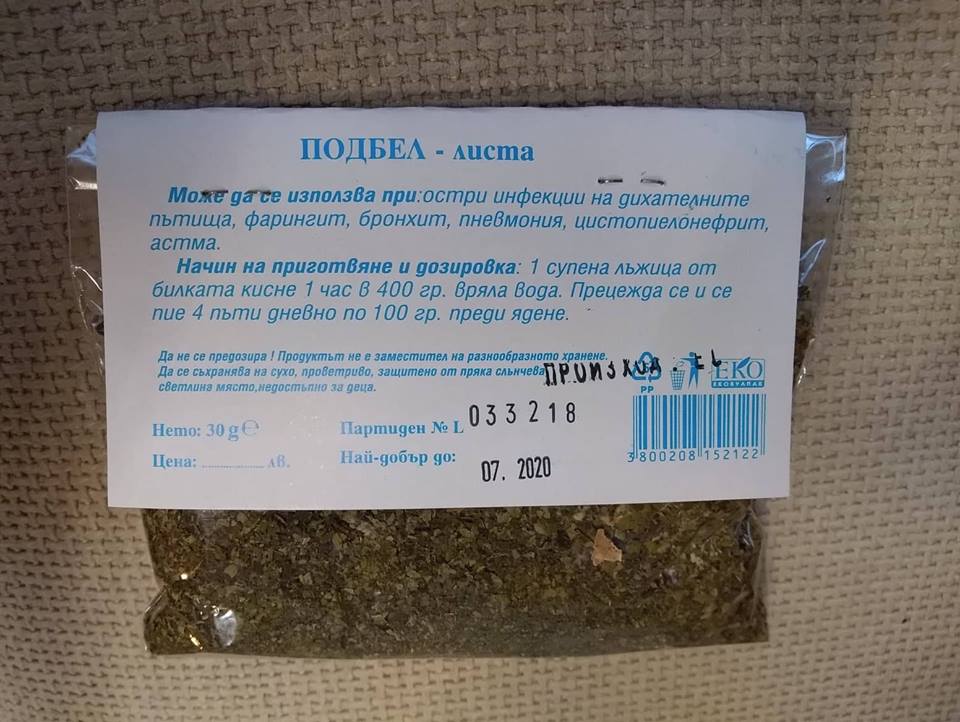 ПОДБЕЛ - листа
Може да се използва при:остри инфекции на дихателните
пътища, фарингит, бронхит, пневмония, цистопиелонефрит,
астма.
Начин на приготвяне и дозировка: 1 супена лъжица от
билката кисне 1 час в 400 гр. вряла вода. Прецежда се и се
пие 4 пъти дневно по 100 гр. преди ядене.
Да не се предозира ! Продуктът не е заместител на разнообразното хранене.
Да се съхранява на сухо, проветриво, защитено от пряка слънчева
светлина място,недостъпно за деца.
ПРОИЗХОД.
PP
ЕКО
ЕКОБУЛПАК
Нето: 30 g℮
Партиден № L 033218
Цена: ................ лв.
Най-добър до: 07. 2020
3800208152122